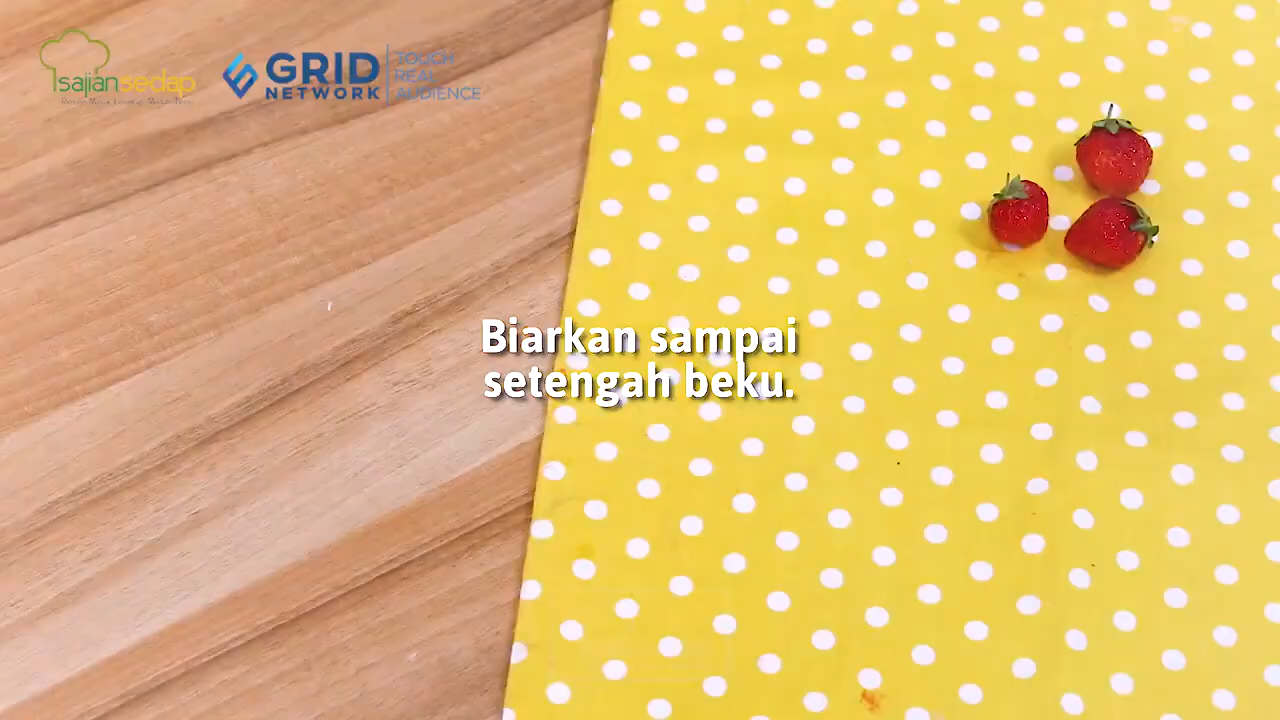 sajiansedap
GRID
NETWORK
TOUCH
REAL
AUDIENCE
Biarkan sampai
setengah beku.